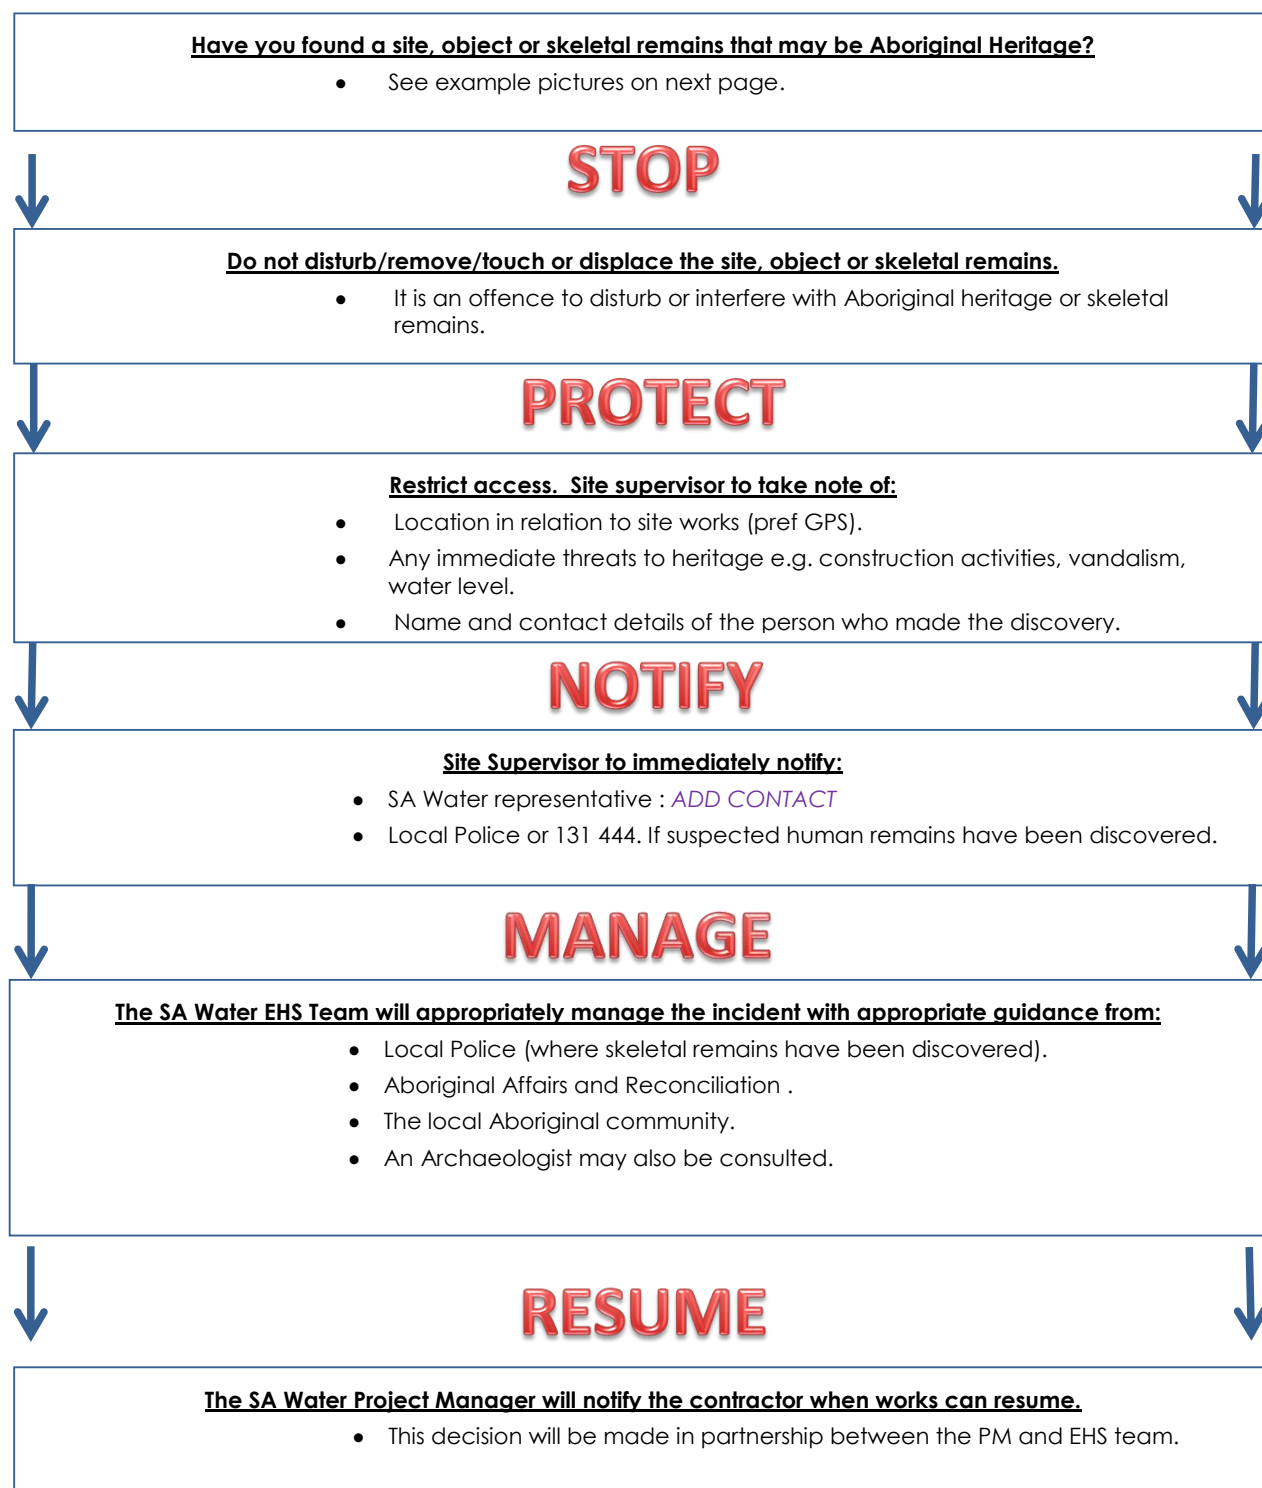 Have you found a site, object or skeletal remains that may be Aboriginal Heritage?
● See example pictures on next page.
STOP
Do not disturb/remove/touch or displace the site, object or skeletal remains.
● It is an offence to disturb or interfere with Aboriginal heritage or skeletal
remains.
PROTECT
Restrict access. Site supervisor to take note of:
● Location in relation to site works (pref GPS).
● Any immediate threats to heritage e.g. construction activities, vandalism,
water level.
● Name and contact details of the person who made the discovery.
NOTIFY
Site Supervisor to immediately notify:
● SA Water representative : ADD CONTACT
● Local Police or 131 444. If suspected human remains have been discovered.
MANAGE
The SA Water EHS Team will appropriately manage the incident with appropriate guidance from:
● Local Police (where skeletal remains have been discovered).
● Aboriginal Affairs and Reconciliation .
● The local Aboriginal community.
● An Archaeologist may also be consulted.
RESUME
The SA Water Project Manager will notify the contractor when works can resume.
● This decision will be made in partnership between the PM and EHS team.